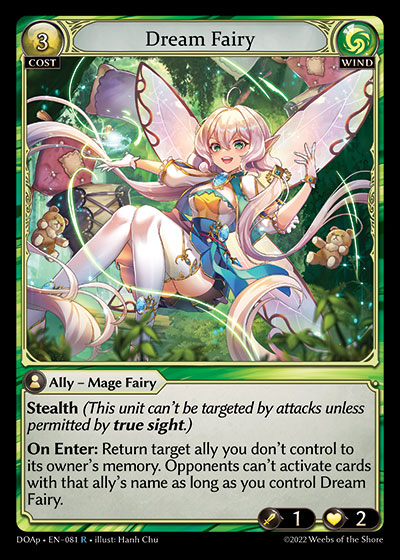 3
Dream Fairy
COST
WIND
Ally – Mage Fairy
Stealth (This unit can't be targeted by attacks unless
permitted by true sight.)
On Enter: Return target ally you don't control to
its owner's memory. Opponents can't activate cards
with that ally's name as long as you control Dream
Fairy.
1
2
DOAp • EN-081 R • illust: Hanh Chu
©2022 Weebs of the Shore